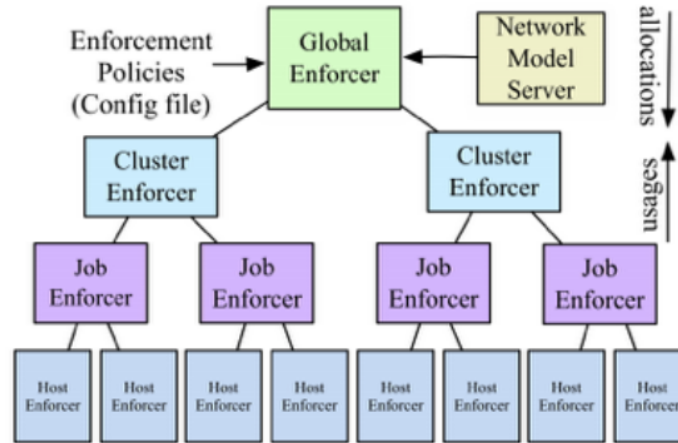 Enforcement
Policies
(Config file)
Global
Enforcer
Network
Model
Server
allocations
usages
Cluster
Enforcer
Cluster
Enforcer
Job
Enforcer
Job
Enforcer
Job
Enforcer
Job
Enforcer
Host
Enforcer
Host
Enforcer
Host
Enforcer
Host
Enforcer
Host
Enforcer
Host
Enforcer
Host
Enforcer
Host
Enforcer